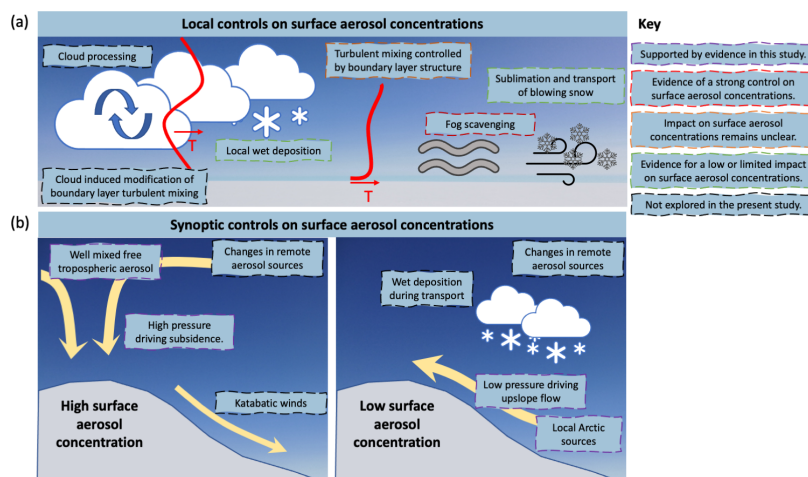 (a)
Local controls on surface aerosol concentrations
Cloud processing
Turbulent mixing controlled
by boundary layer structure
Sublimation and transport
of blowing snow
Fog scavenging
T
Local wet deposition
Cloud induced modification of
boundary layer turbulent mixing
T
Key
Supported by evidence in this study.
Evidence of a strong control on
surface aerosol concentrations.
Impact on surface aerosol
concentrations remains unclear.
Evidence for a low or limited impact
on surface aerosol concentrations.
Not explored in the present study.
(b)
Synoptic controls on surface aerosol concentrations
Well mixed free
tropospheric aerosol
Changes in remote
aerosol sources
High pressure
driving subsidence.
Katabatic winds
High surface
aerosol
concentration
Changes in remote
aerosol sources
Wet deposition
during transport
Low pressure driving
upslope flow
Local Arctic
sources
Low surface
aerosol
concentration